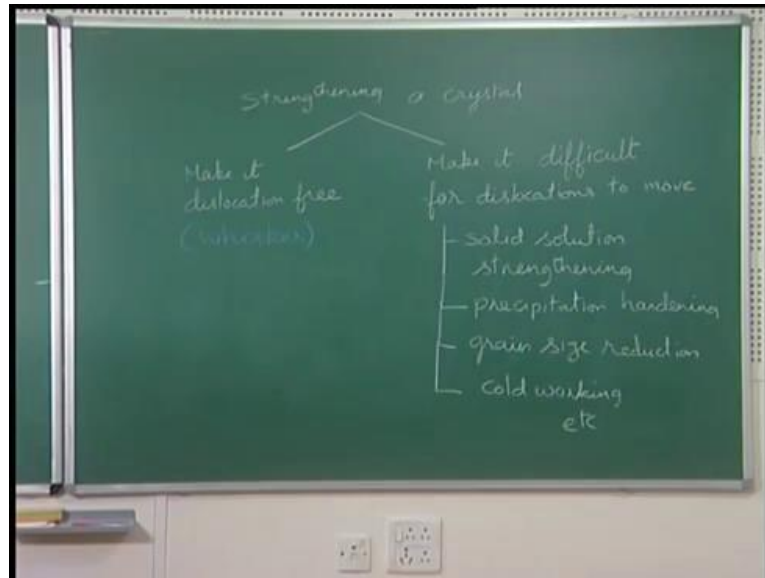 Strengthening a crystal
Make it
dislocation free
(whisker)
Make it difficult
for dislocations to move
solid solution
strengthening
precipitation hardening
grain size reduction
cold working
etc